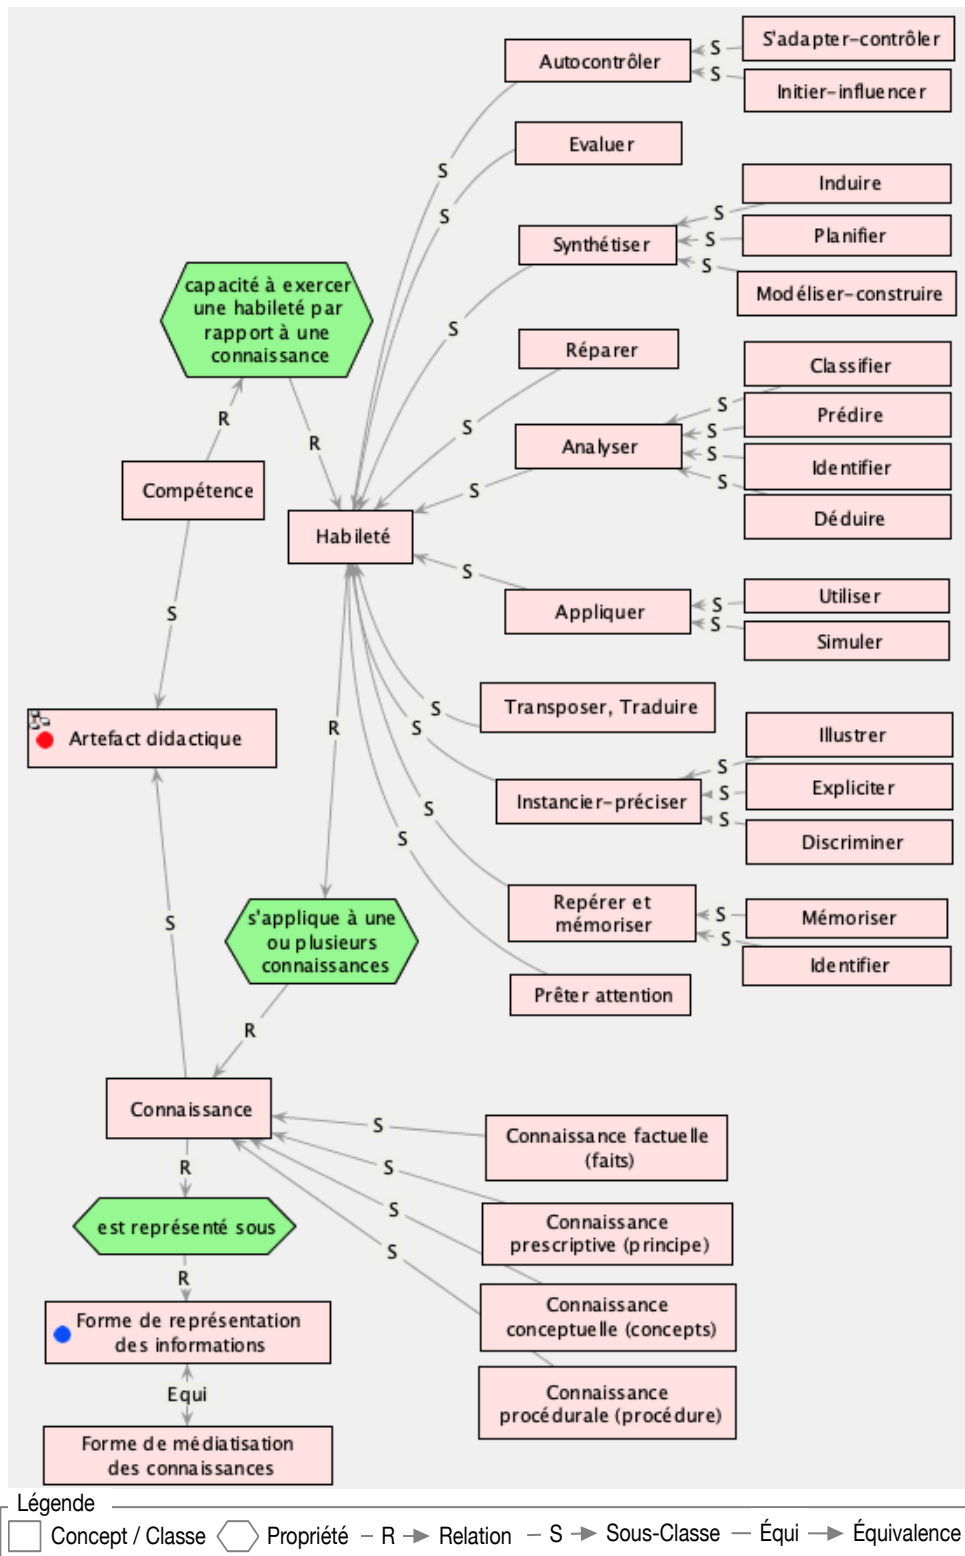 Autocontrôler
S
S'adapter-contrôler
S
Initier-influencer
Evaluer
S
S
Induire
Synthétiser
S
S
Planifier
S
Modéliser-construire
capacité à exercer
une habileté par
rapport à une
connaissance
S
Réparer
Classifier
S
R
S
Prédire
R
Analyser
S
S
Identifier
S
Déduire
Compétence
S
Habileté
S
Appliquer
S
Utiliser
S
Simuler
S
Transposer, Traduire
S
Artefact didactique
R
S
Illustrer
S
Instancier-préciser
S
Expliciter
S
Discriminer
S
S
Repérer et
mémoriser
S
Mémoriser
S
Identifier
s'applique à une
ou plusieurs
connaissances
S
Prêter attention
R
Connaissance
S
Connaissance factuelle
(faits)
R
S
est représenté sous
S
Connaissance
prescriptive (principe)
S
R
Forme de représentation
des informations
Connaissance
conceptuelle (concepts)
Equi
Connaissance
procédurale (procédure)
Forme de médiatisation
des connaissances
Légende
Concept / Classe Propriété – R Relation – S Sous-Classe — Équi Équivalence